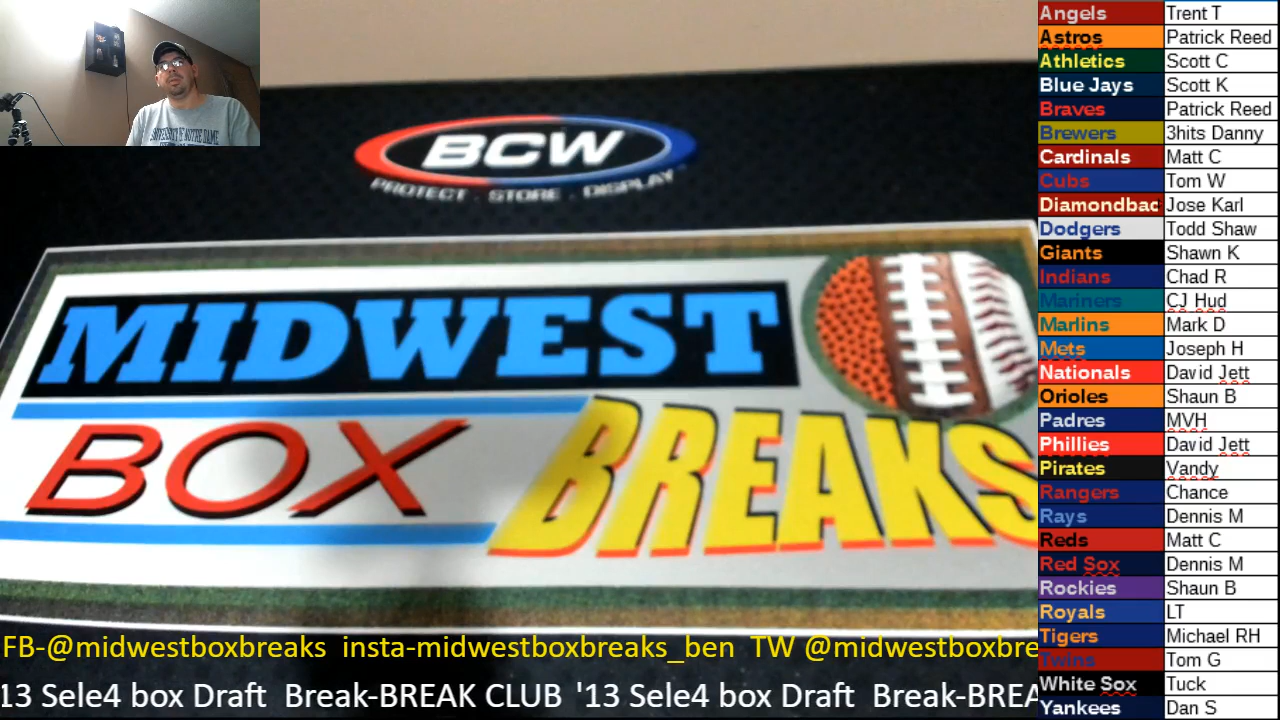 UNIVERSITY OF NOTRE DAME
BCW
PROTECT · STORE · DISPLAY
MIDWEST
BOX BREAKS
FB-@midwestboxbreaks insta-midwestboxbreaks_ben TW @midwestboxbre
13 Sele4 box Draft Break-BREAK CLUB '13 Sele4 box Draft Break-BREA
Angels Trent T
Astros Patrick Reed
Athletics Scott C
Blue Jays Scott K
Braves Patrick Reed
Brewers 3hits Danny
Cardinals Matt C
Cubs Tom W
Diamondbac Jose Karl
Dodgers Todd Shaw
Giants Shawn K
Indians Chad R
Mariners CJ Hud
Marlins Mark D
Mets Joseph H
Nationals David Jett
Orioles Shaun B
Padres MVH
Phillies David Jett
Pirates Vandy
Rangers Chance
Rays Dennis M
Reds Matt C
Red Sox Dennis M
Rockies Shaun B
Royals LT
Tigers Michael RH
Twins Tom G
White Sox Tuck
Yankees Dan S